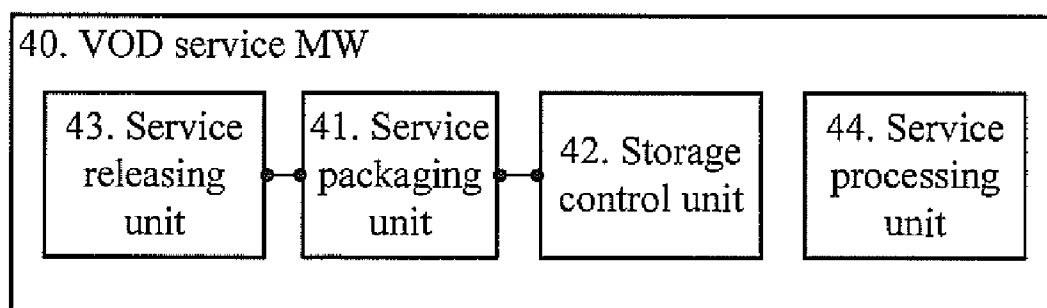 40. VOD service MW
43. Service
releasing
unit
41. Service
packaging
unit
42. Storage
control unit
44. Service
processing
unit